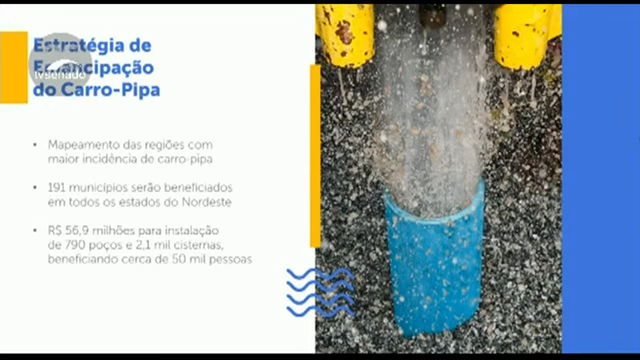 Estratégia de
Emancipação
tvsenado
do Carro-Pipa
• Mapeamento das regiões com
maior incidência de carro-pipa
• 191 municípios serão beneficiados
em todos os estados do Nordeste
• R$ 56,9 milhões para instalação
de 790 poços e 2,1 mil cisternas,
beneficiando cerca de 50 mil pessoas